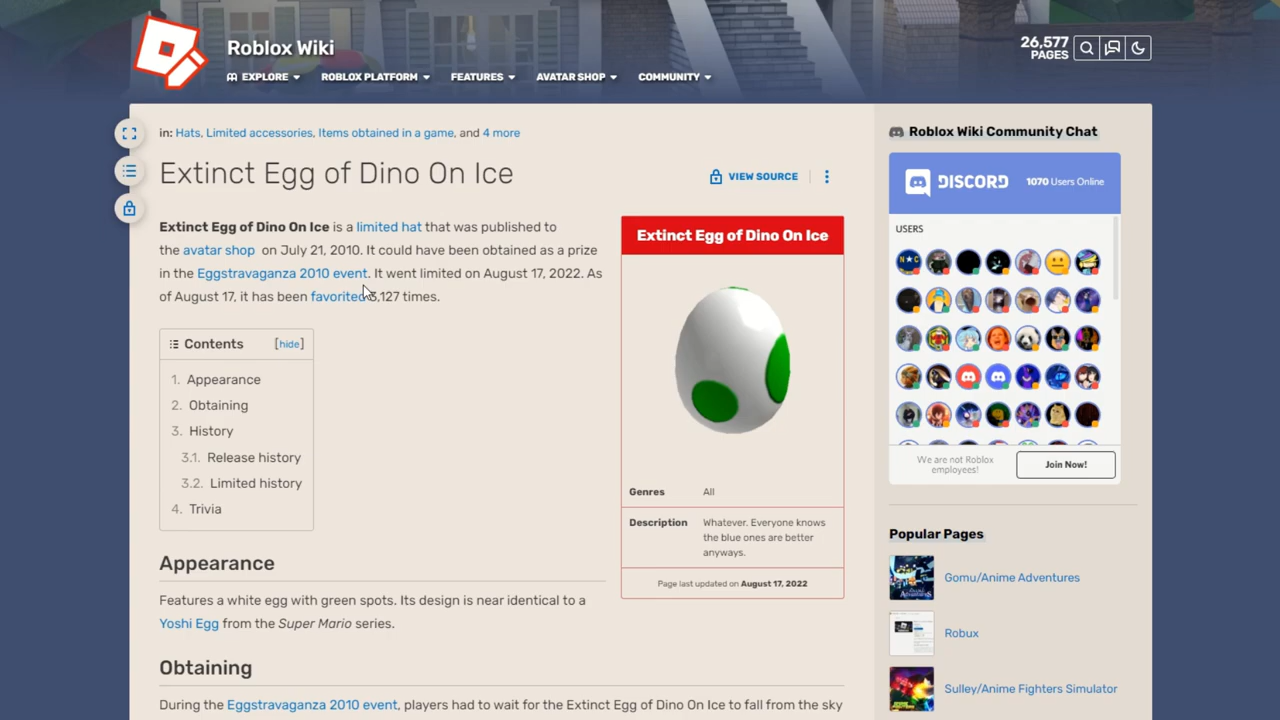 Roblox Wiki
EXPLORE
ROBLOX PLATFORM
FEATURES
AVATAR SHOP
COMMUNITY
26,577
PAGES
in: Hats, Limited accessories, Items obtained in a game, and 4 more
Extinct Egg of Dino On Ice
VIEW SOURCE
Extinct Egg of Dino On Ice is a limited hat that was published to
the avatar shop on July 21, 2010. It could have been obtained as a prize
in the Eggstravaganza 2010 event. It went limited on August 17, 2022. As
of August 17, it has been favorited 3,127 times.
Contents [hide]
1. Appearance
2. Obtaining
3. History
3.1. Release history
3.2. Limited history
4. Trivia
Extinct Egg of Dino On Ice
Genres All
Description Whatever. Everyone knows
the blue ones are better
anyways.
Page last updated on August 17, 2022
Appearance
Features a white egg with green spots. Its design is near identical to a
Yoshi Egg from the Super Mario series.
Obtaining
During the Eggstravaganza 2010 event, players had to wait for the Extinct Egg of Dino On Ice to fall from the sky
Roblox Wiki Community Chat
DISCORD 1070 Users Online
USERS
N★C
We are not Roblox
employees!
Join Now!
Popular Pages
Gomu/Anime Adventures
Robux
Sulley/Anime Fighters Simulator